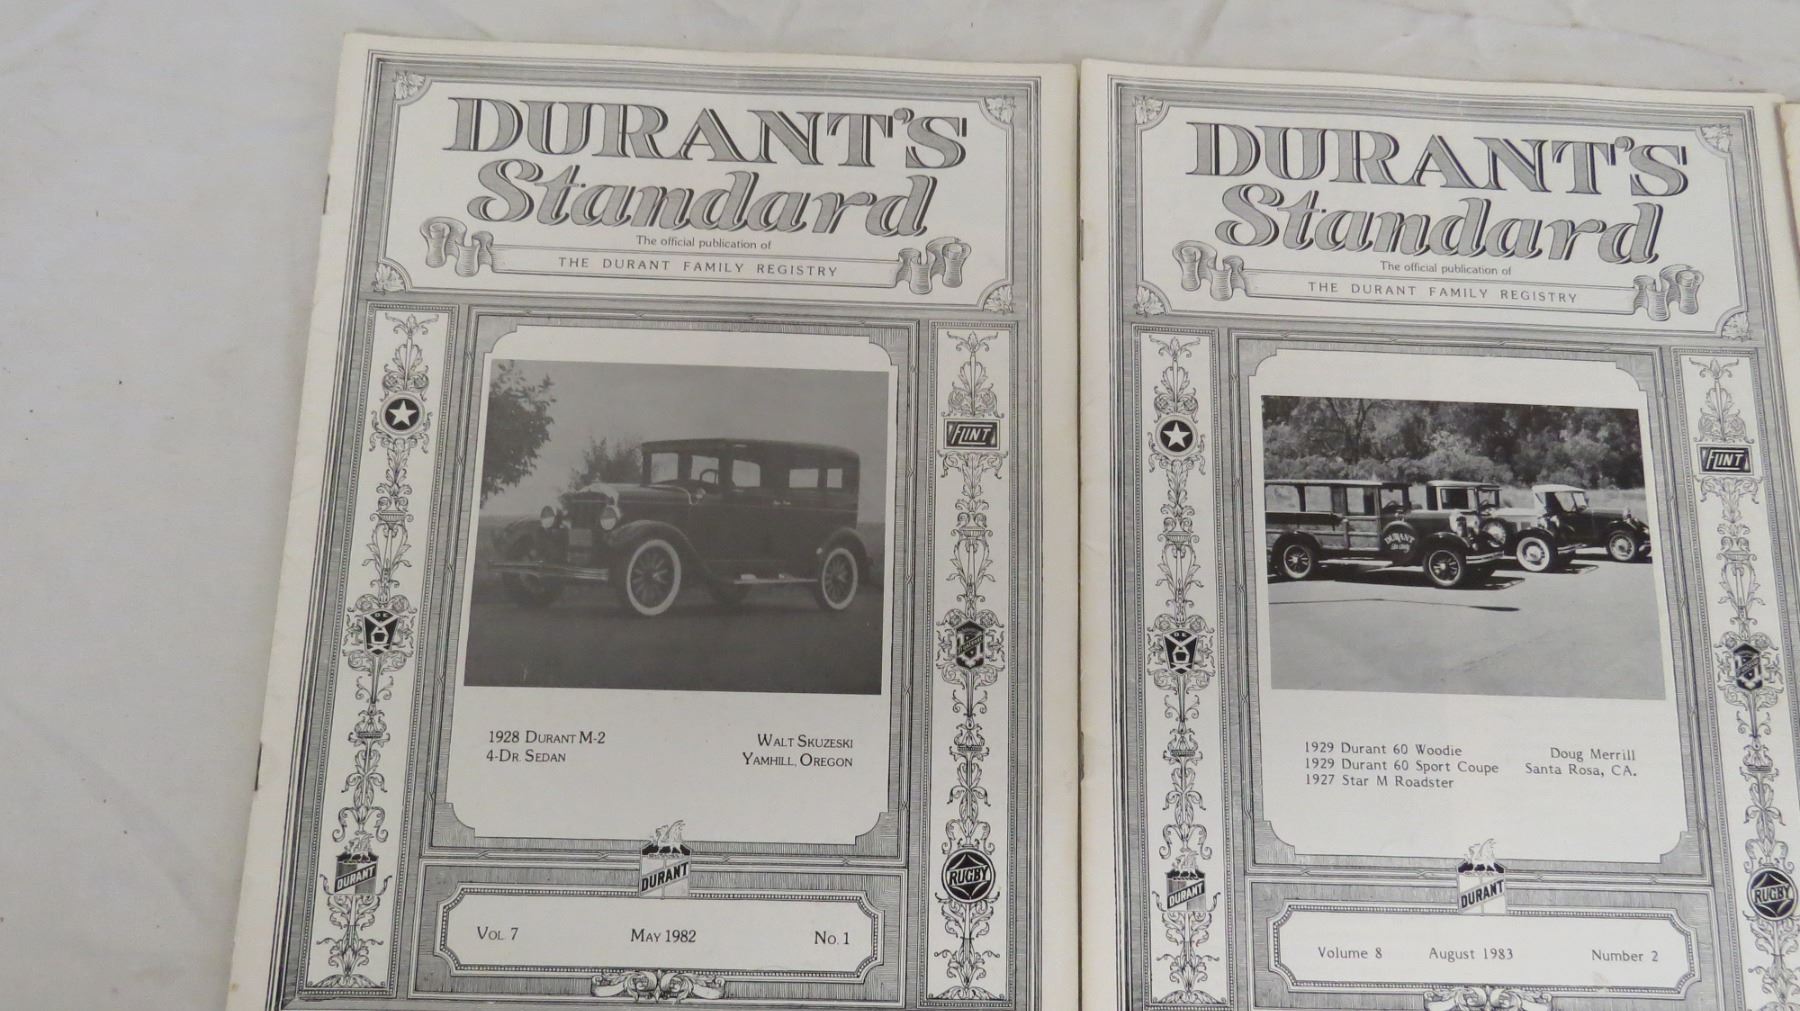 DURANT'S
Standard
The official publication of
THE DURANT FAMILY REGISTRY
FLINT
1928 DURANT M-2
4-DR. SEDAN
WALT SKUZESKI
YAMHILL, OREGON
DURANT
DURANT
RUGBY
VOL 7 MAY 1982 NO. 1
DURANT'S
Standard
The official publication of
THE DURANT FAMILY REGISTRY
FLINT
DURANT
1929 Durant 60 Woodie
1929 Durant 60 Sport Coupe
1927 Star M Roadster
Doug Merrill
Santa Rosa, CA.
DURANT
DURANT
RUGBY
Volume 8 August 1983 Number 2